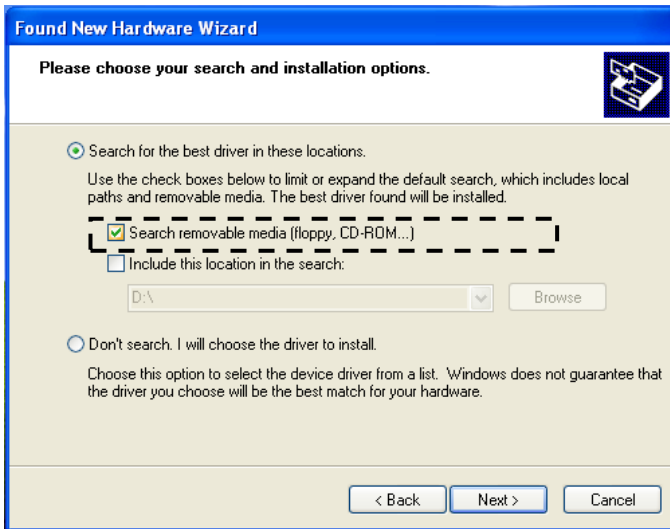 Found New Hardware Wizard
Please choose your search and installation options.
Search for the best driver in these locations.
Use the check boxes below to limit or expand the default search, which includes local
paths and removable media. The best driver found will be installed.
Search removable media (floppy, CD-ROM...)
Include this location in the search:
D:\
Browse
Don't search. I will choose the driver to install.
Choose this option to select the device driver from a list. Windows does not guarantee that
the driver you choose will be the best match for your hardware.
< Back
Next >
Cancel